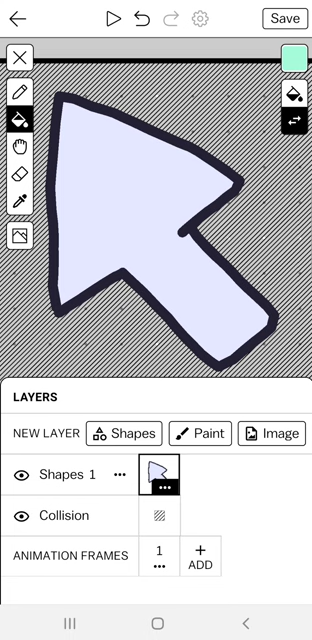 Save
LAYERS
NEW LAYER Shapes Paint Image
Shapes 1
Collision
ANIMATION FRAMES 1 + ADD